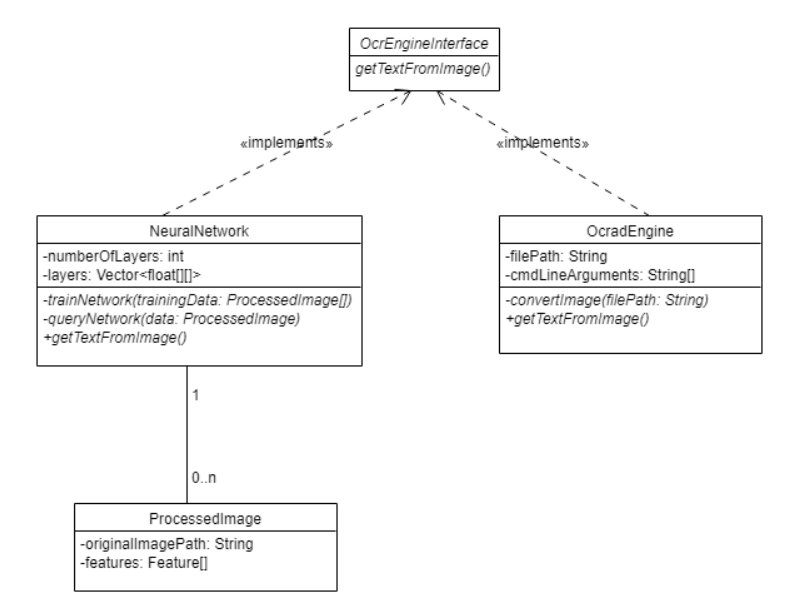 OcrEngineInterface
getTextFromImage()
«implements»
«implements»
NeuralNetwork
-numberOfLayers: int
-layers: Vector<float[][]>
-trainNetwork(trainingData: ProcessedImage[])
-queryNetwork(data: ProcessedImage)
+getTextFromImage()
OcradEngine
-filePath: String
-cmdLineArguments: String[]
-convertImage(filePath: String)
+getTextFromImage()
1
0..n
ProcessedImage
-originalImagePath: String
-features: Feature[]